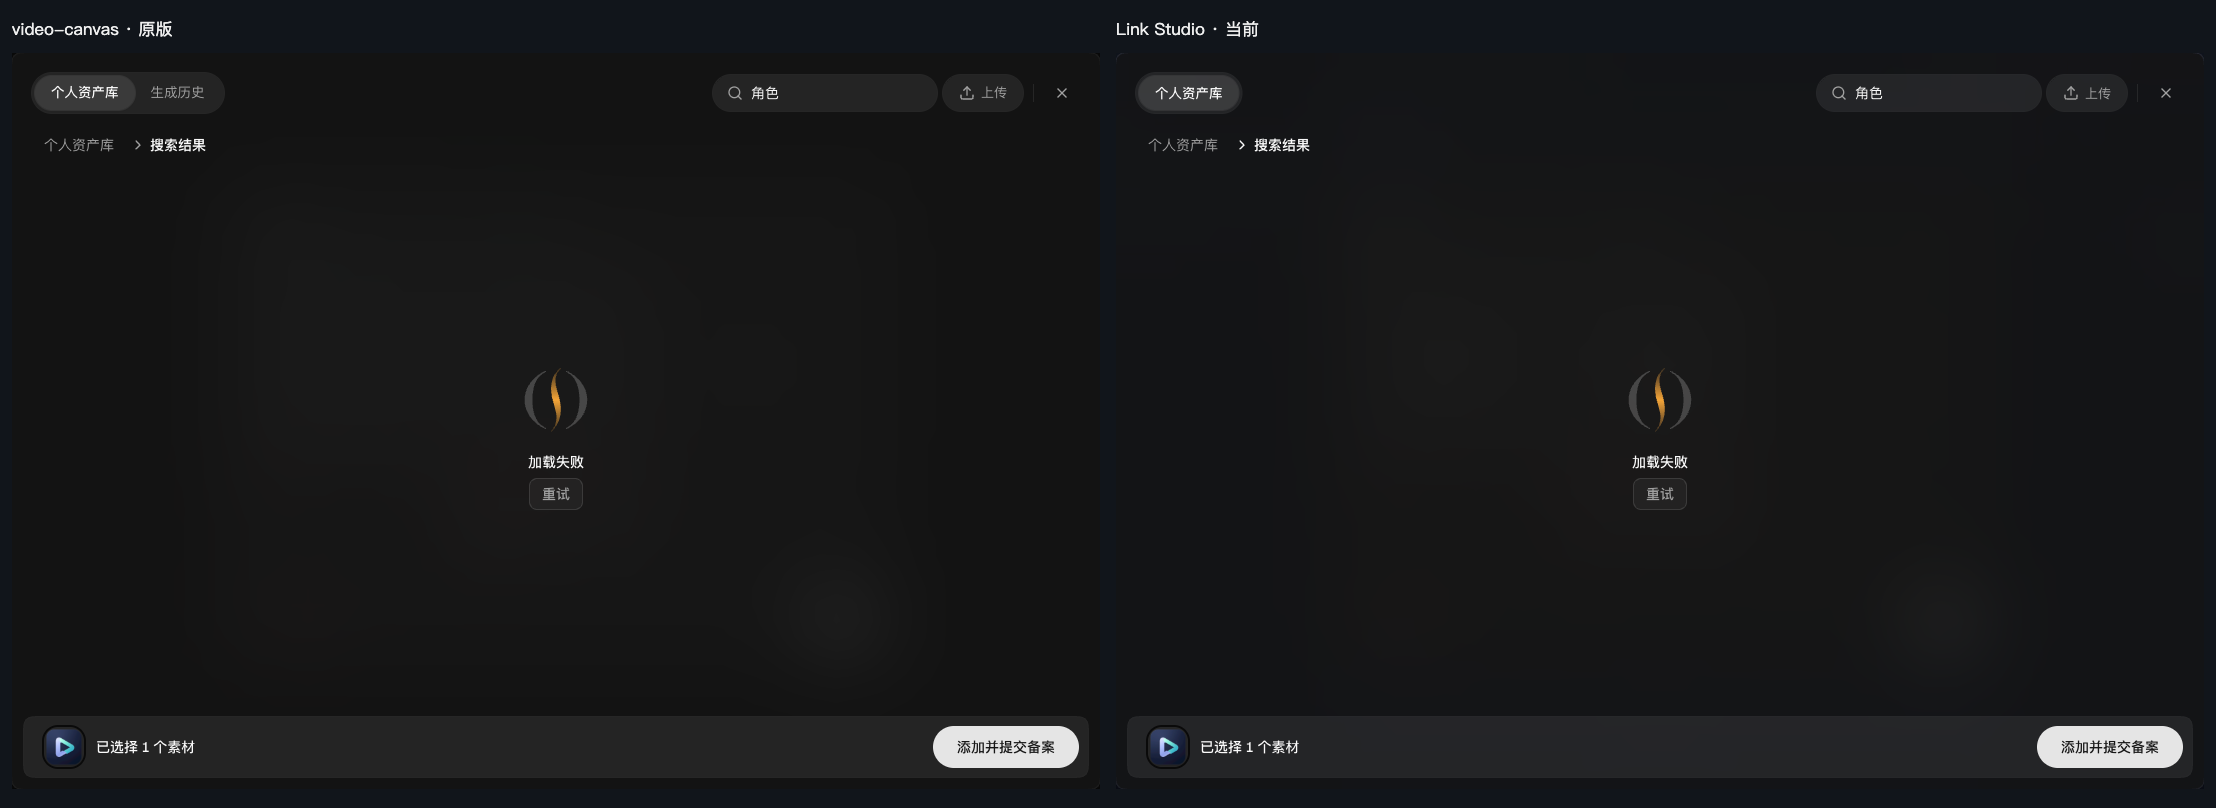 video-canvas · 原版
个人资产库 生成历史 角色 上传
个人资产库 搜索结果
加载失败
重试
已选择 1 个素材 添加并提交备案
Link Studio · 当前
个人资产库 角色 上传
个人资产库 搜索结果
加载失败
重试
已选择 1 个素材 添加并提交备案